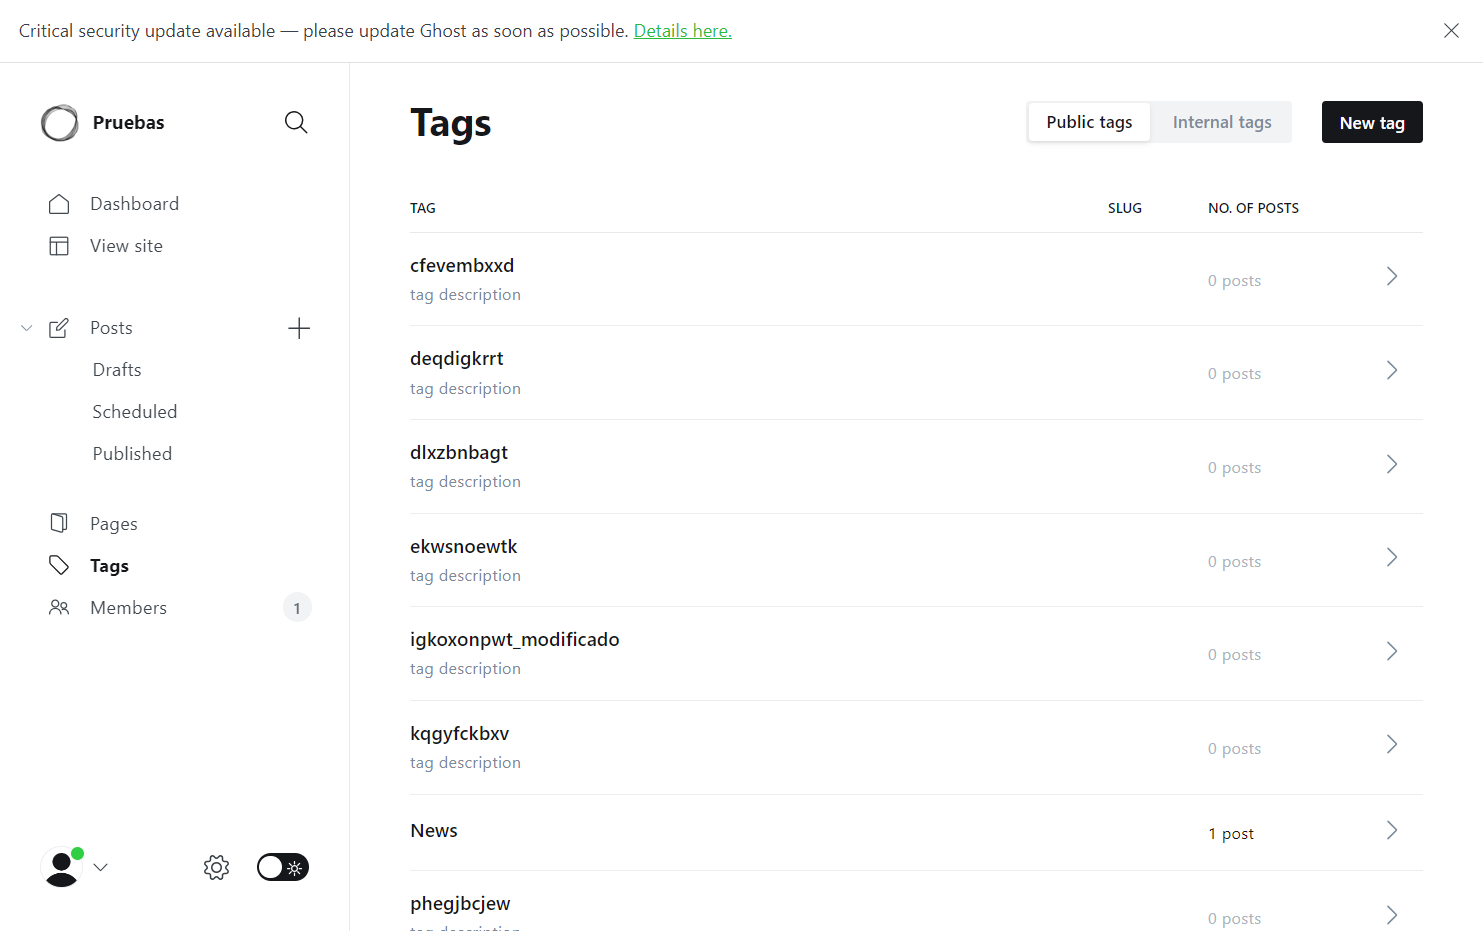 Critical security update available — please update Ghost as soon as possible. Details here.
Pruebas
Dashboard
View site
Posts
Drafts
Scheduled
Published
Pages
Tags
Members 1
Tags
Public tags Internal tags New tag
TAG SLUG NO. OF POSTS
cfevembxxd
tag description
0 posts
deqdigkrrt
tag description
0 posts
dlxzbnbagt
tag description
0 posts
ekwsnoewtk
tag description
0 posts
igkoxonpwt_modificado
tag description
0 posts
kqgyfckbxv
tag description
0 posts
News
1 post
phegjbcjew
tag description
0 posts